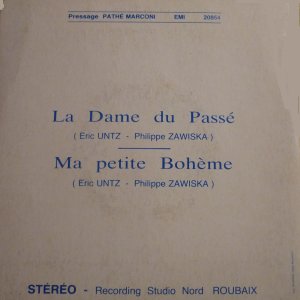 Pressage PATHÉ MARCONI EMI 20854
La Dame du Passé
( Eric UNTZ - Philippe ZAWISKA )
Ma petite Bohème
( Eric UNTZ - Philippe ZAWISKA )
STÉRÉO - Recording Studio Nord ROUBAIX